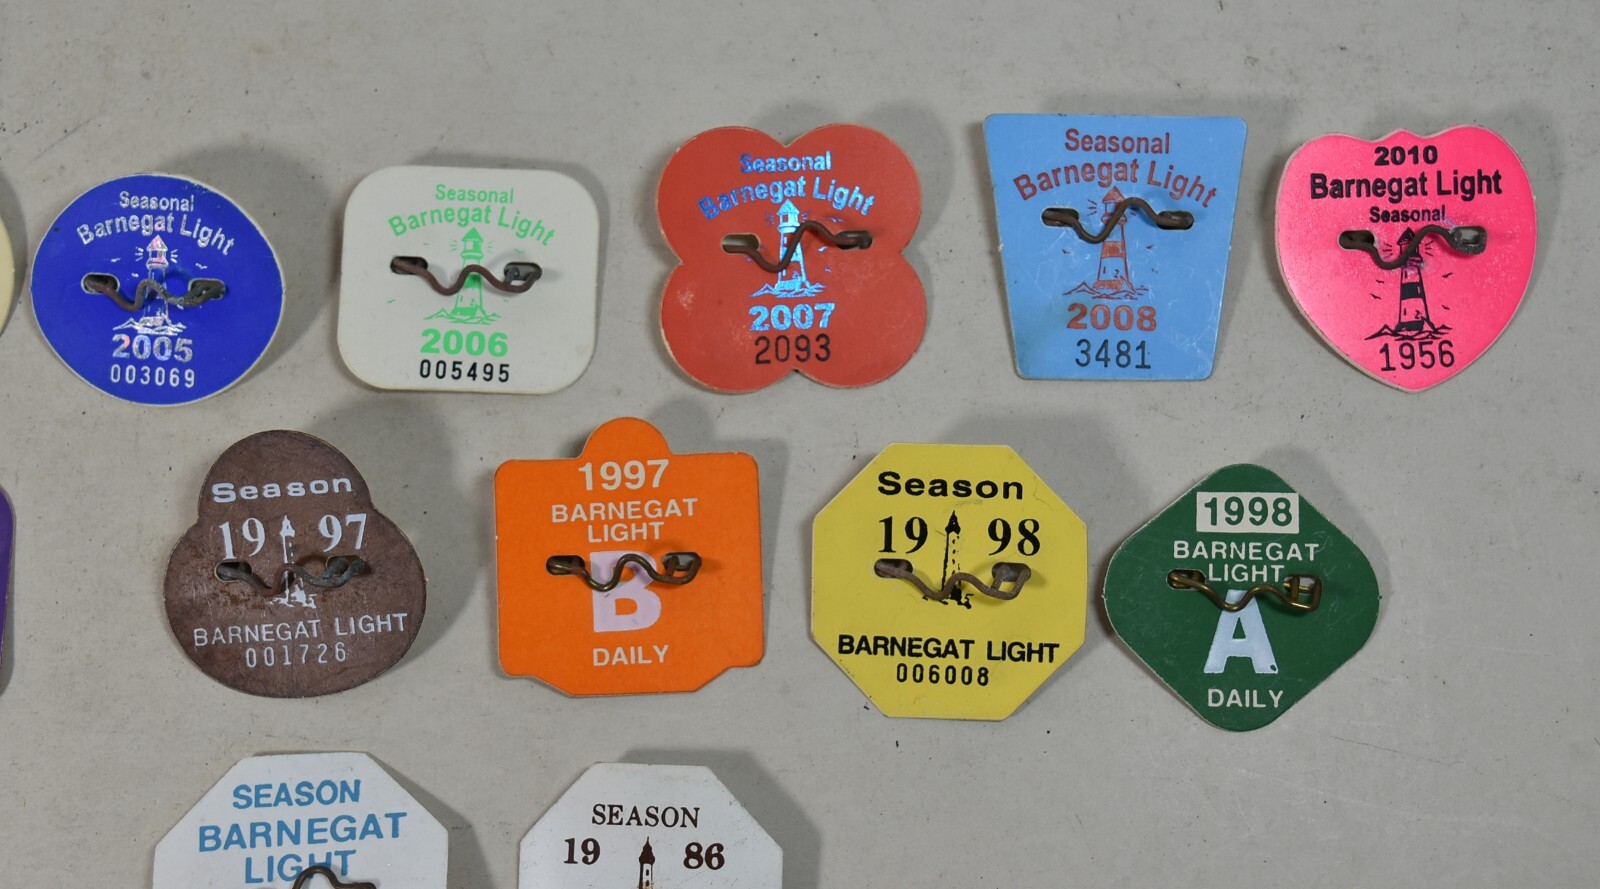 Seasonal
Barnegat Light
2005
003069
Seasonal
Barnegat Light
2006
005495
Seasonal
Barnegat Light
2007
2093
Seasonal
Barnegat Light
2008
3481
2010
Barnegat Light
Seasonal
1956
Season
19 97
BARNEGAT LIGHT
001726
1997
BARNEGAT
LIGHT
B
DAILY
Season
19 98
BARNEGAT LIGHT
006008
1998
BARNEGAT
LIGHT
A
DAILY
SEASON
BARNEGAT
LIGHT
SEASON
19 86